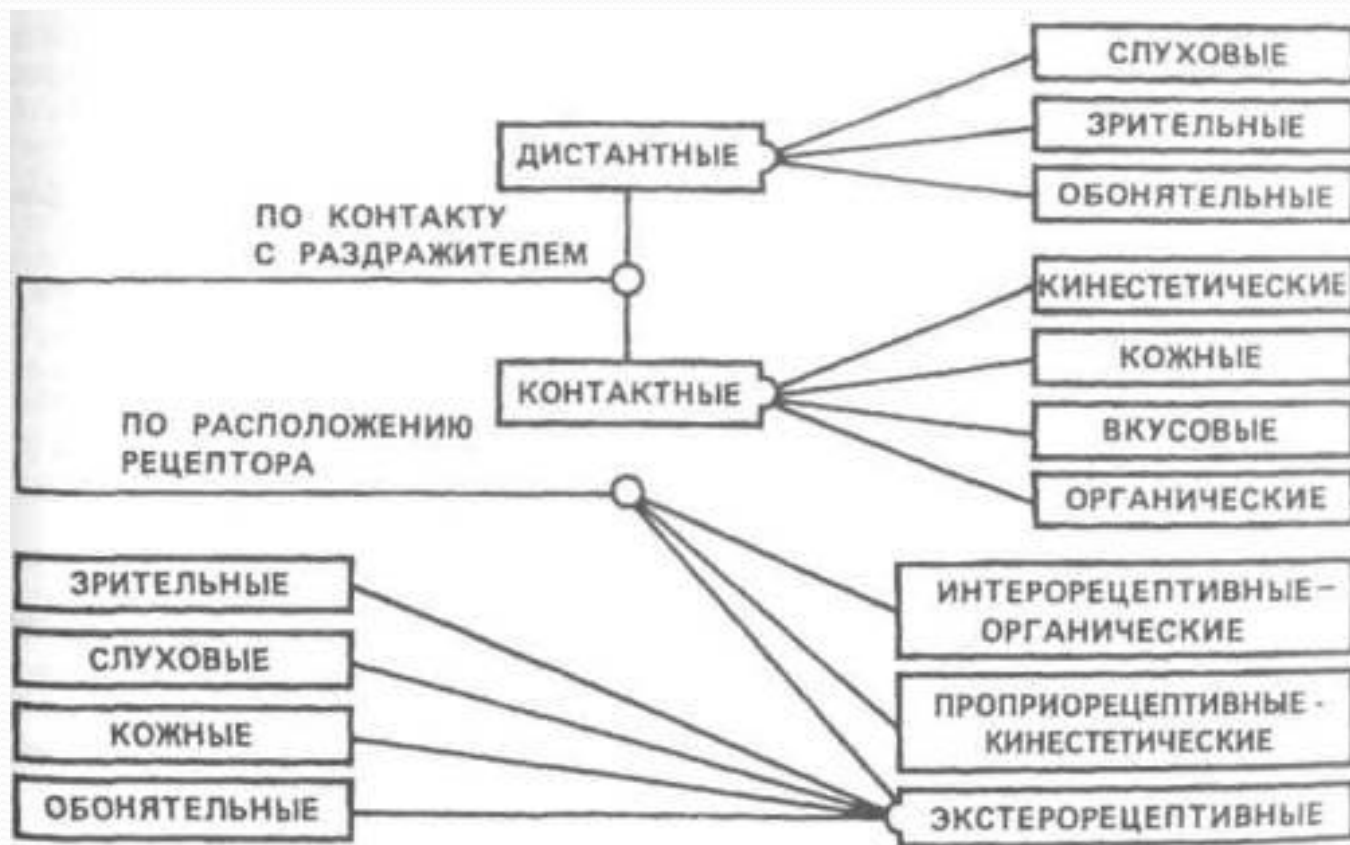 СЛУХОВЫЕ
ЗРИТЕЛЬНЫЕ
ДИСТАНТНЫЕ
ОБОНЯТЕЛЬНЫЕ
ПО КОНТАКТУ
С РАЗДРАЖИТЕЛЕМ
КИНЕСТЕТИЧЕСКИЕ
КОЖНЫЕ
КОНТАКТНЫЕ
ВКУСОВЫЕ
ПО РАСПОЛОЖЕНИЮ
РЕЦЕПТОРА
ОРГАНИЧЕСКИЕ
ЗРИТЕЛЬНЫЕ
СЛУХОВЫЕ
КОЖНЫЕ
ОБОНЯТЕЛЬНЫЕ
ИНТЕРОРЕЦЕПТИВНЫЕ–
ОРГАНИЧЕСКИЕ
ПРОПРИОРЕЦЕПТИВНЫЕ-
КИНЕСТЕТИЧЕСКИЕ
ЭКСТЕРОРЕЦЕПТИВНЫЕ